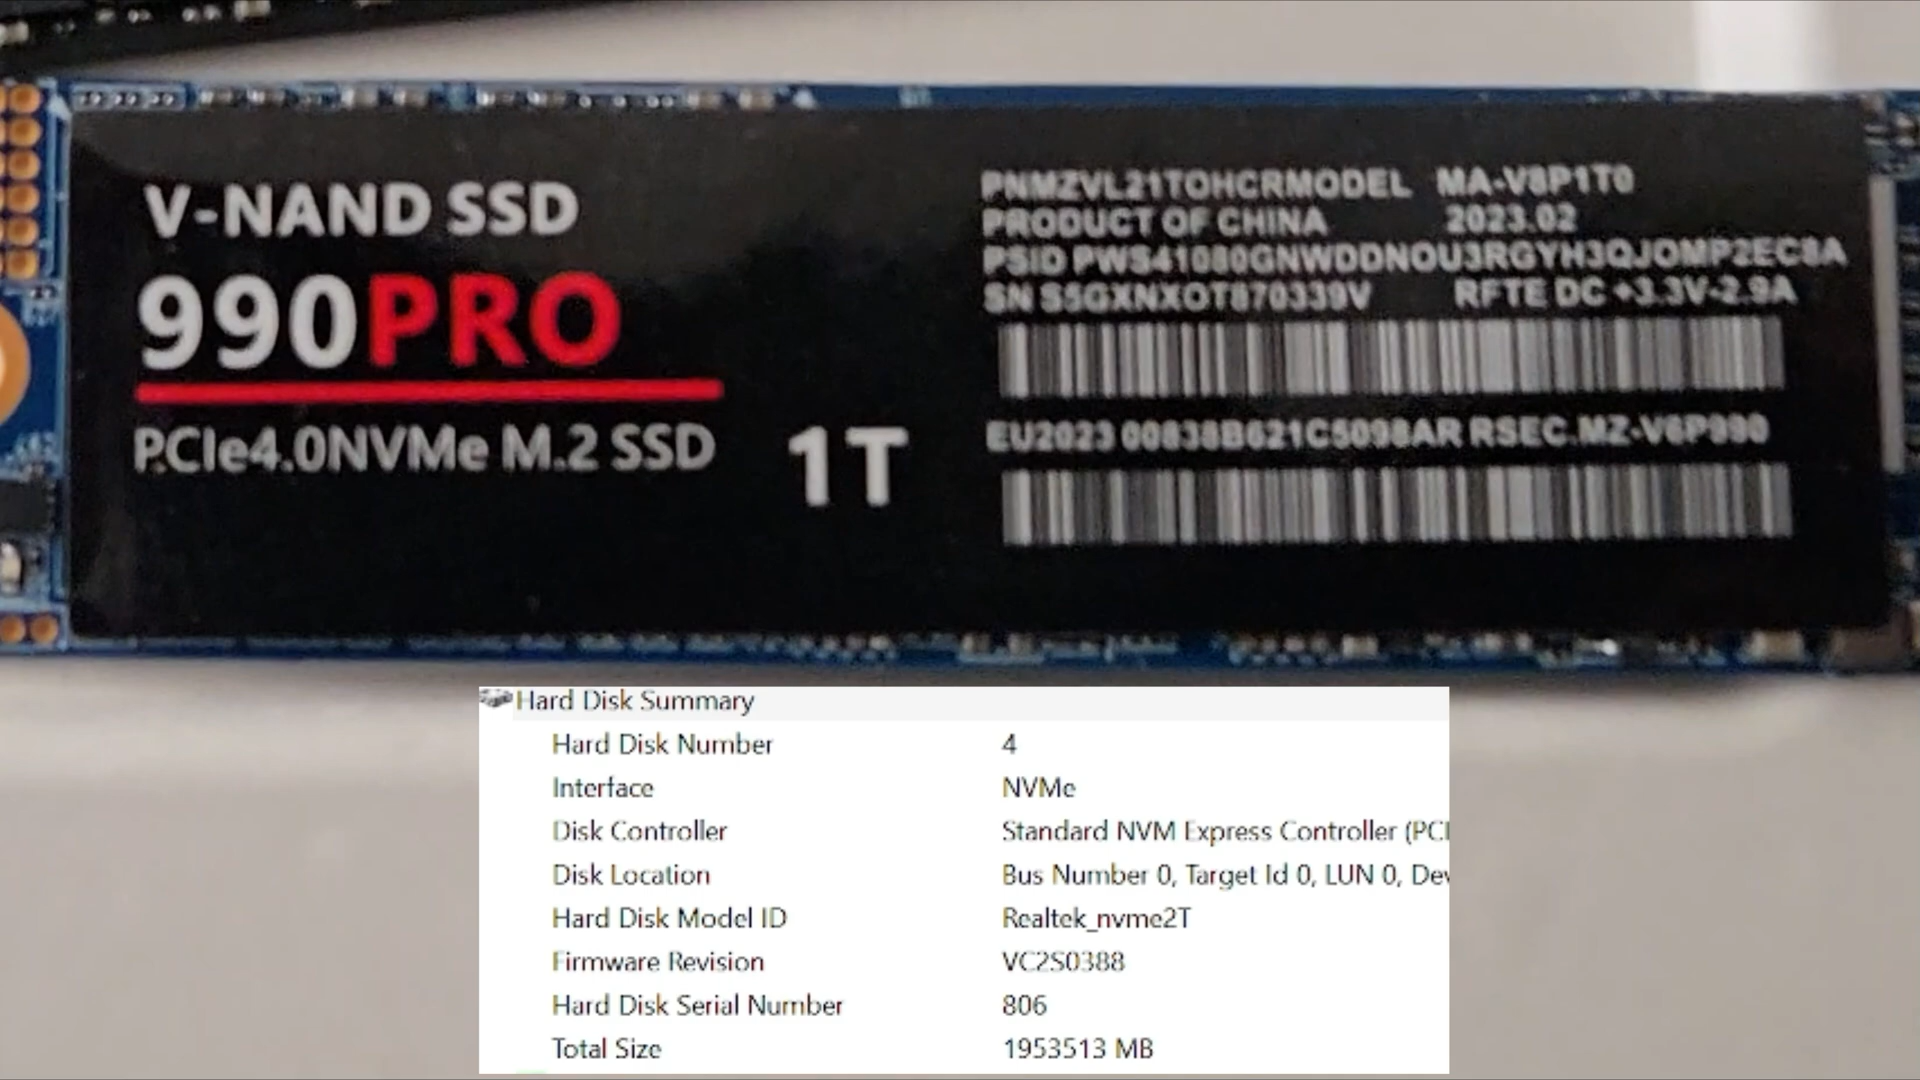 V-NAND SSD
990PRO
PCIe4.0NVMe M.2 SSD
1T
PNMZVL21TOHCRMODEL MA-V8P1T0
PRODUCT OF CHINA 2023.02
PSID PWS41080GNWDDNOU3RGYH3QJOMP2EC8A
SN S5GXNXOT870339V RFTE DC +3.3V-2.9A
EU2023 00838B621C5098AR RSEC.MZ-V6P990
Hard Disk Summary
Hard Disk Number 4
Interface NVMe
Disk Controller Standard NVM Express Controller (PCI
Disk Location Bus Number 0, Target Id 0, LUN 0, Dev
Hard Disk Model ID Realtek_nvme2T
Firmware Revision VC2S0388
Hard Disk Serial Number 806
Total Size 1953513 MB